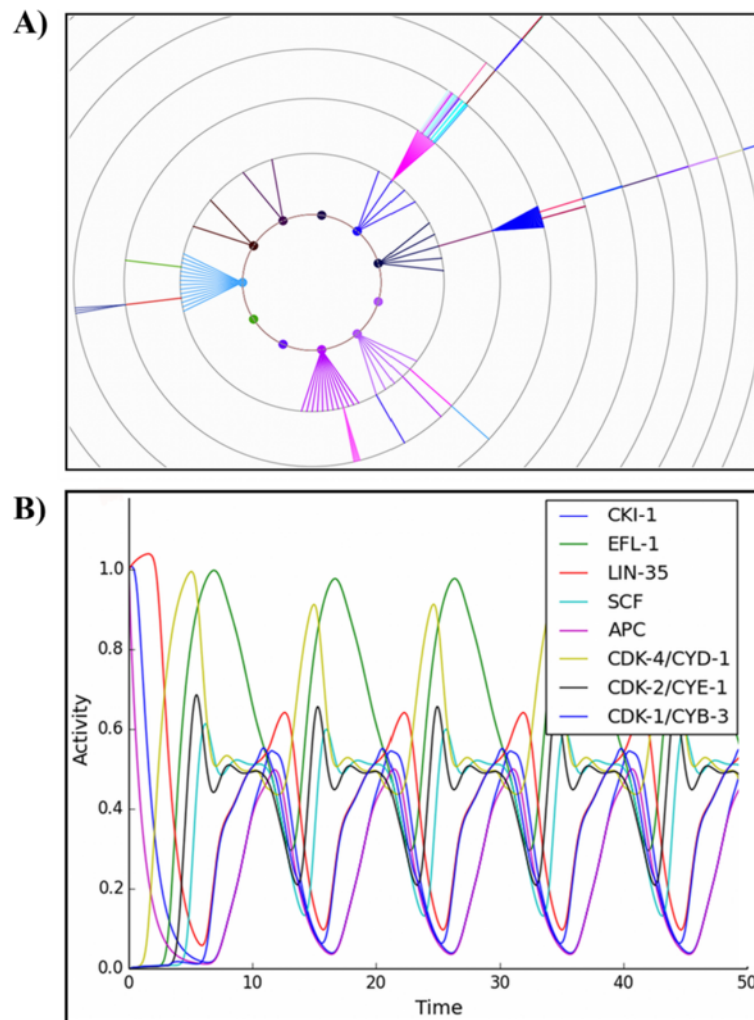 A)
B)
CKI-1
EFL-1
LIN-35
SCF
APC
CDK-4/CYD-1
CDK-2/CYE-1
CDK-1/CYB-3
1.0
0.8
0.6
0.4
0.2
0.0
Activity
0
10
20
30
40
50
Time